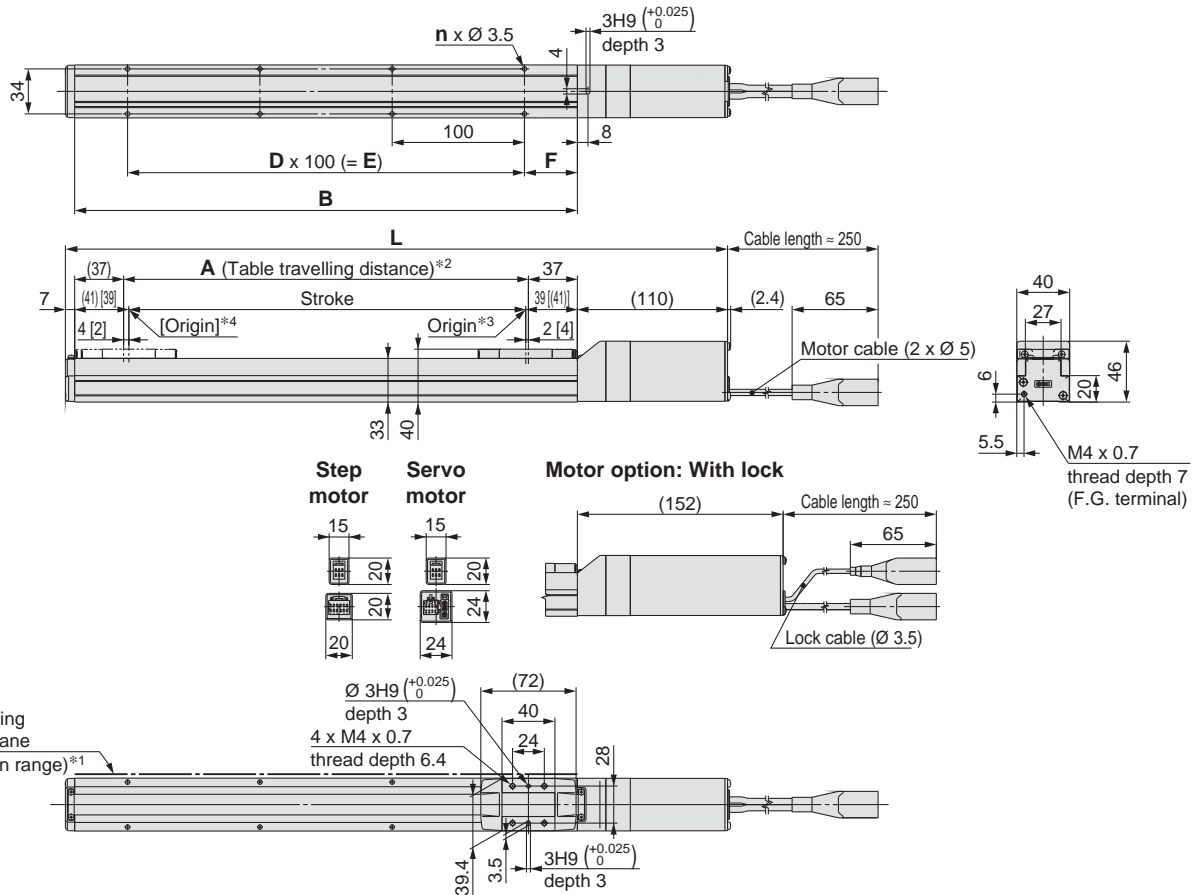 3H9 (+0.025 0)
depth 3
n x Ø 3.5
4
34
100
8
D x 100 (= E)
F
B
L
Cable length ≈ 250
(37)
A (Table travelling distance)*2
37
7
(41) [39]
Stroke
39 [(41)]
(110)
(2.4)
65
4 [2]
[Origin]*4
Origin*3
2 [4]
Motor cable (2 x Ø 5)
33
40
40
27
6
20
46
5.5
M4 x 0.7
thread depth 7
(F.G. terminal)
Step
motor
15
20
20
20
Servo
motor
15
20
24
24
Motor option: With lock
(152)
Cable length ≈ 250
65
Lock cable (Ø 3.5)
(72)
Ø 3H9 (+0.025 0)
depth 3
40
4 x M4 x 0.7
thread depth 6.4
24
28
ing
ane
n range)*1
39.4
3.5
3H9 (+0.025 0)
depth 3